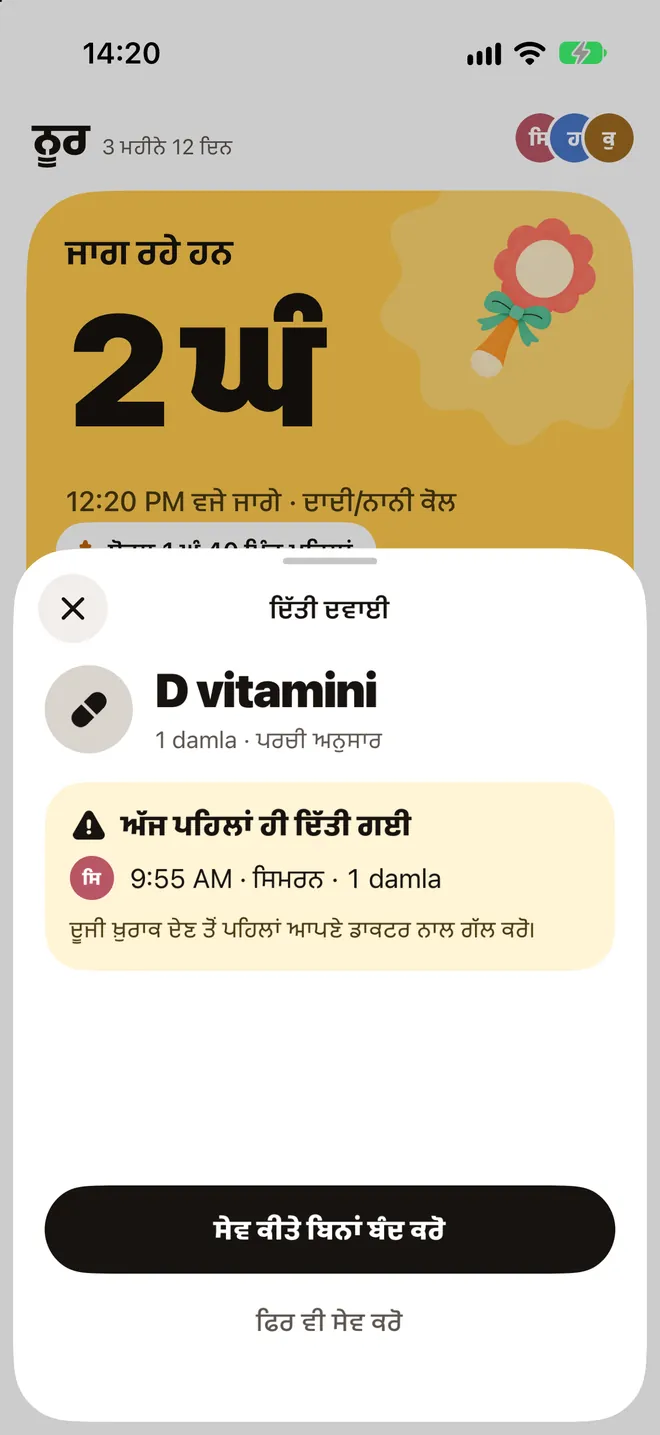 14:20
ਨੂਰ 3 ਮਹੀਨੇ 12 ਦਿਨ
ਸਿ ਹ ਕੁ
ਜਾਗ ਰਹੇ ਹਨ
2 ਘੰ
12:20 PM ਵਜੇ ਜਾਗੇ · ਦਾਦੀ/ਨਾਨੀ ਕੋਲ
ਦਿੱਤੀ ਦਵਾਈ
D vitamini
1 damla · ਪਰਚੀ ਅਨੁਸਾਰ
ਅੱਜ ਪਹਿਲਾਂ ਹੀ ਦਿੱਤੀ ਗਈ
ਸਿ 9:55 AM · ਸਿਮਰਨ · 1 damla
ਦੂਜੀ ਖ਼ੁਰਾਕ ਦੇਣ ਤੋਂ ਪਹਿਲਾਂ ਆਪਣੇ ਡਾਕਟਰ ਨਾਲ ਗੱਲ ਕਰੋ।
ਸੇਵ ਕੀਤੇ ਬਿਨਾਂ ਬੰਦ ਕਰੋ
ਫਿਰ ਵੀ ਸੇਵ ਕਰੋ